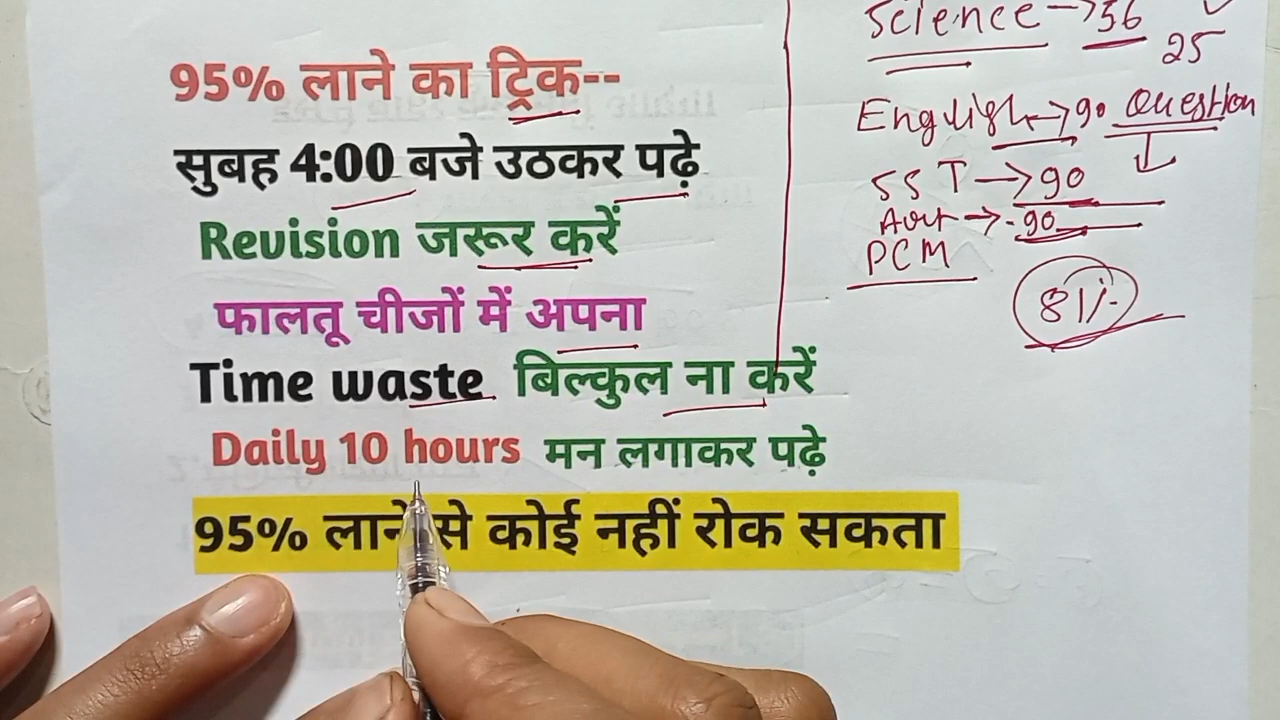 95% लाने का ट्रिक--
सुबह 4:00 बजे उठकर पढ़े
Revision जरूर करें
फालतू चीजों में अपना
Time waste बिल्कुल ना करें
Daily 10 hours मन लगाकर पढ़े
95% लाने से कोई नहीं रोक सकता
Science → 56
25
English → 90 Question
SST → 90
→ 90
PCM
81%